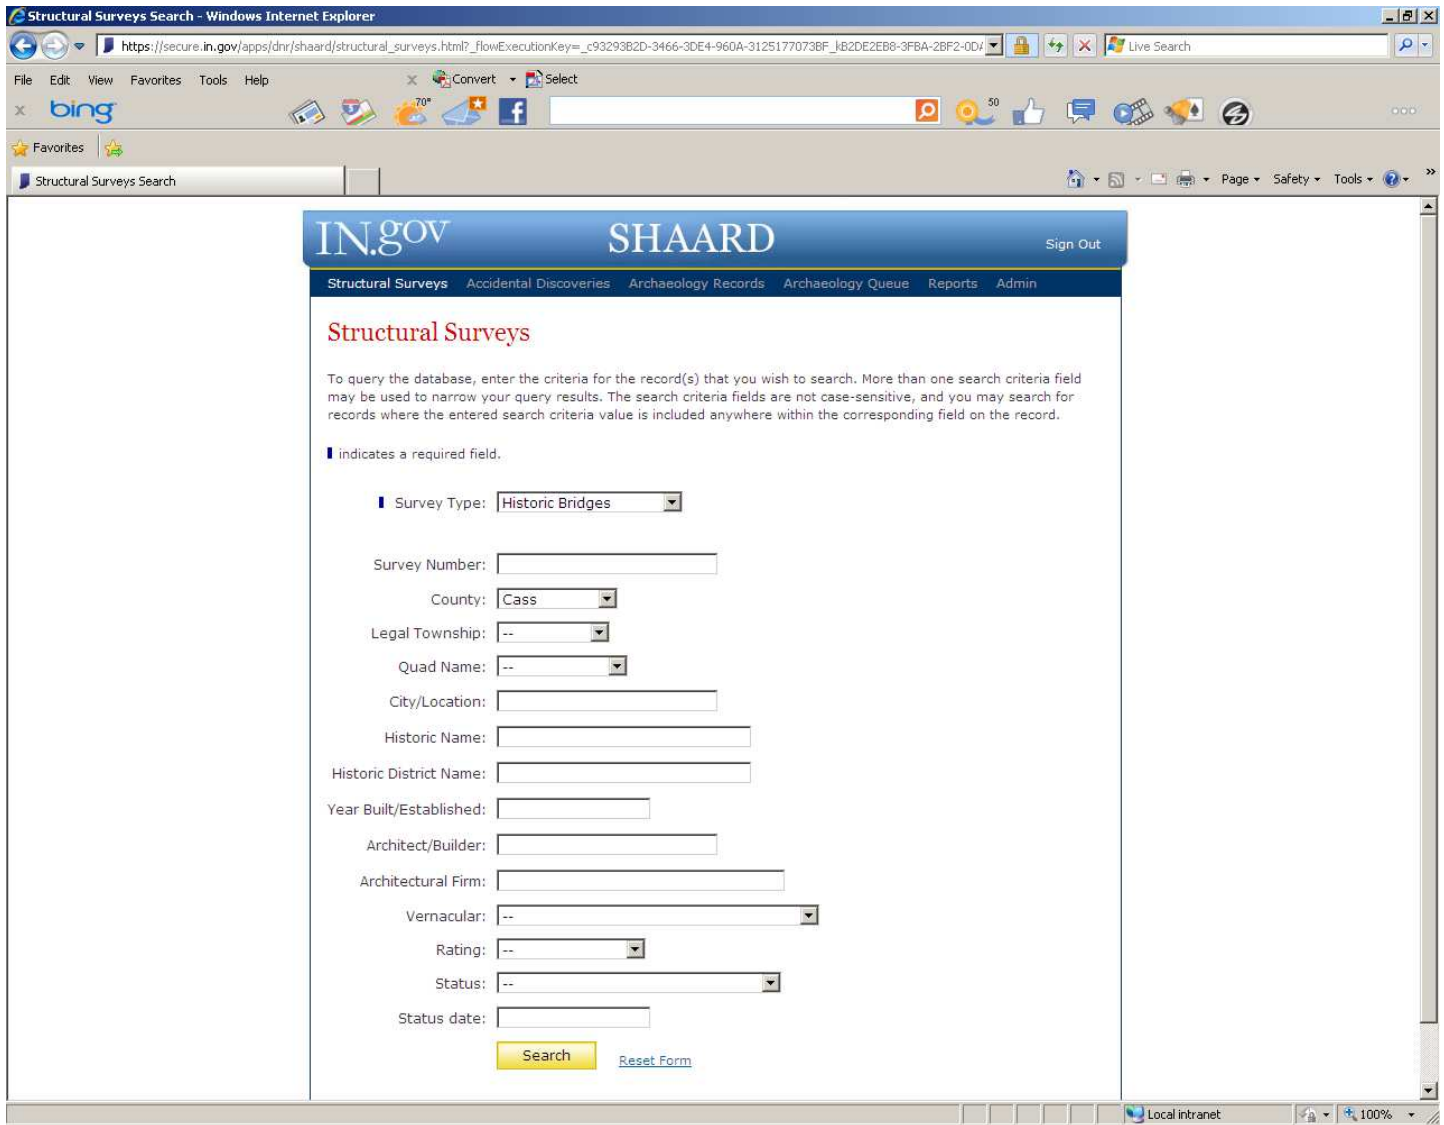 Structural Surveys Search - Windows Internet Explorer
https://secure.in.gov/apps/dnr/shaard/structural_surveys.html?_flowExecutionKey=_c93293B2D-3466-3DE4-960A-3125177073BF_kB2DE2EB8-3FBA-2BF2-0D
Live Search
File Edit View Favorites Tools Help
x Convert Select
x bing 70° 50
Favorites
Structural Surveys Search
Page Safety Tools »
IN.gov SHAARD Sign Out
Structural Surveys Accidental Discoveries Archaeology Records Archaeology Queue Reports Admin
Structural Surveys
To query the database, enter the criteria for the record(s) that you wish to search. More than one search criteria field
may be used to narrow your query results. The search criteria fields are not case-sensitive, and you may search for
records where the entered search criteria value is included anywhere within the corresponding field on the record.
indicates a required field.
Survey Type: Historic Bridges
Survey Number:
County: Cass
Legal Township: --
Quad Name: --
City/Location:
Historic Name:
Historic District Name:
Year Built/Established:
Architect/Builder:
Architectural Firm:
Vernacular: --
Rating: --
Status: --
Status date:
Search Reset Form
Local intranet 100%